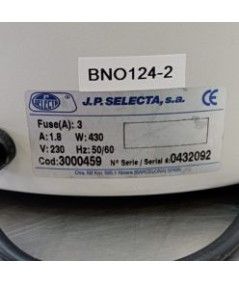 BNO124-2
SELECTA
J.P. SELECTA, s.a.
CE
Fuse(A): 3
A: 1.8 W: 430
V: 230 Hz: 50/60
Cod: 3000459 Nº Serie / Serial #: 0432092